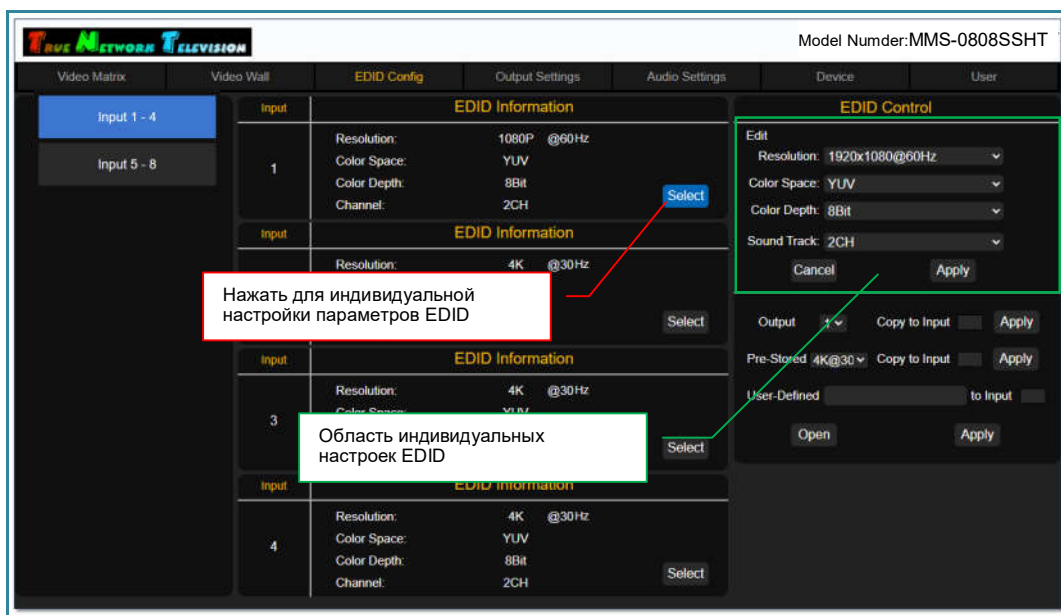 True Network Television
Model Numder:MMS-0808SSHT
Video Matrix Video Wall EDID Config Output Settings Audio Settings Device User
Input 1 - 4
Input 5 - 8
Input EDID Information
1
Resolution: 1080P @60Hz
Color Space: YUV
Color Depth: 8Bit
Channel: 2CH
Select
Input EDID Information
Resolution: 4K @30Hz
Select
Нажать для индивидуальной
настройки параметров EDID
Input EDID Information
3
Resolution: 4K @30Hz
Color Space: YUV
Select
Область индивидуальных
настроек EDID
Input EDID Information
4
Resolution: 4K @30Hz
Color Space: YUV
Color Depth: 8Bit
Channel: 2CH
Select
EDID Control
Edit
Resolution: 1920x1080@60Hz
Color Space: YUV
Color Depth: 8Bit
Sound Track: 2CH
Cancel Apply
Output 1 Copy to Input Apply
Pre-Stored 4K@30 Copy to Input Apply
User-Defined to Input
Open Apply